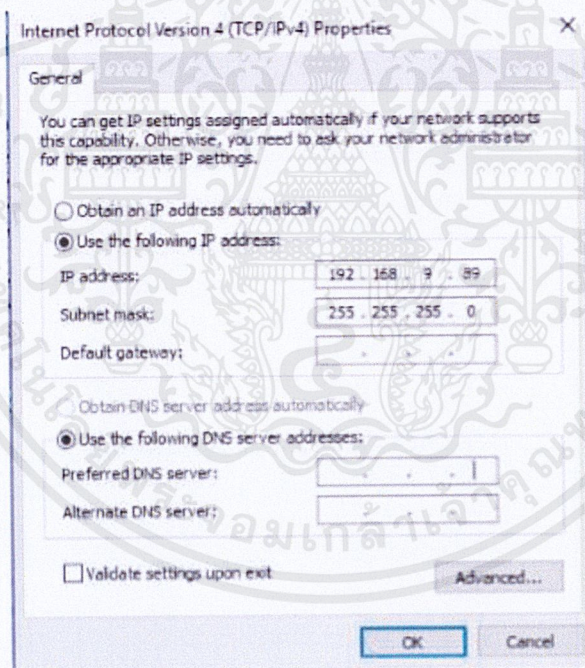 Internet Protocol Version 4 (TCP/IPv4) Properties
General
You can get IP settings assigned automatically if your network supports
this capability. Otherwise, you need to ask your network administrator
for the appropriate IP settings.
Obtain an IP address automatically
Use the following IP address:
IP address: 192 . 168 . 9 . 89
Subnet mask: 255 . 255 . 255 . 0
Default gateway: . . .
Obtain DNS server address automatically
Use the following DNS server addresses:
Preferred DNS server: . . .
Alternate DNS server: . . .
Validate settings upon exit
Advanced...
OK Cancel